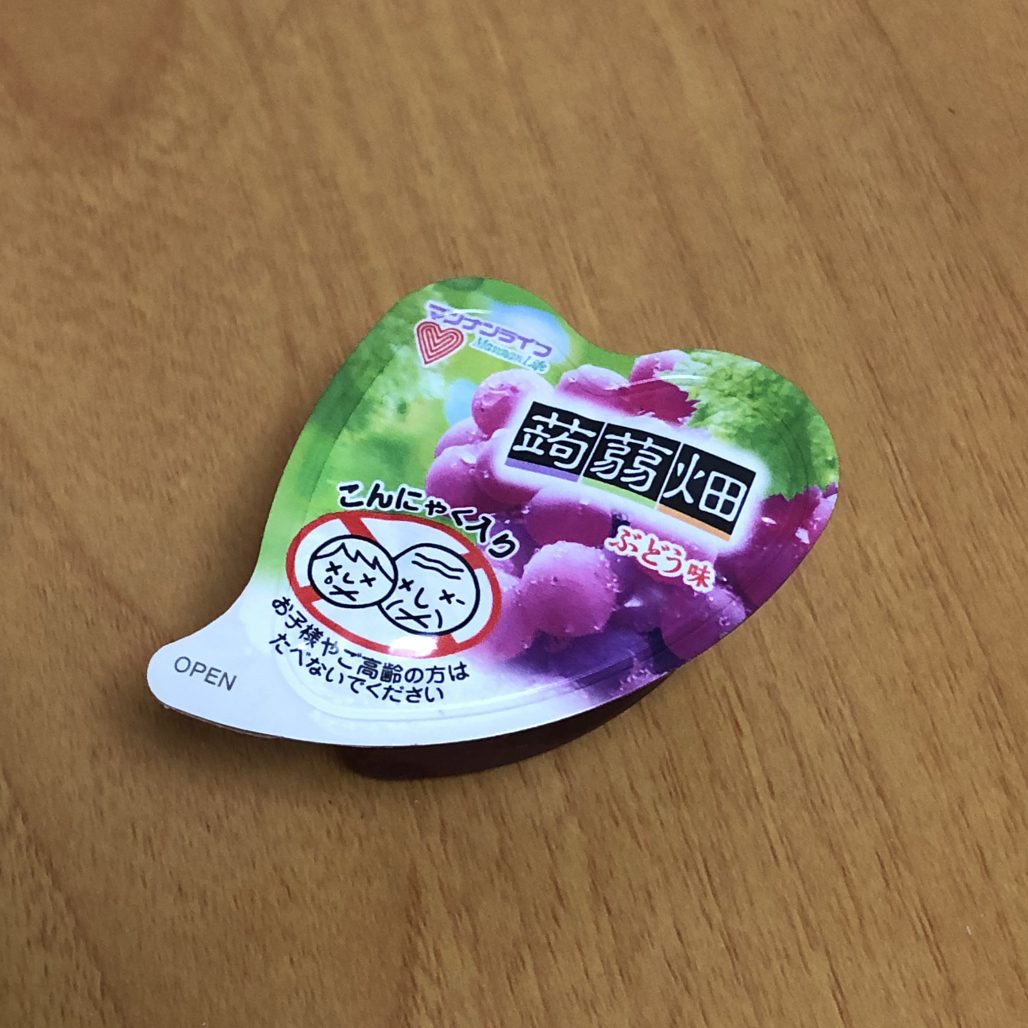 マンナンライフ
Mannan Life
蒟蒻畑
ぶどう味
こんにゃく入り
お子様やご高齢の方は
たべないでください
OPEN